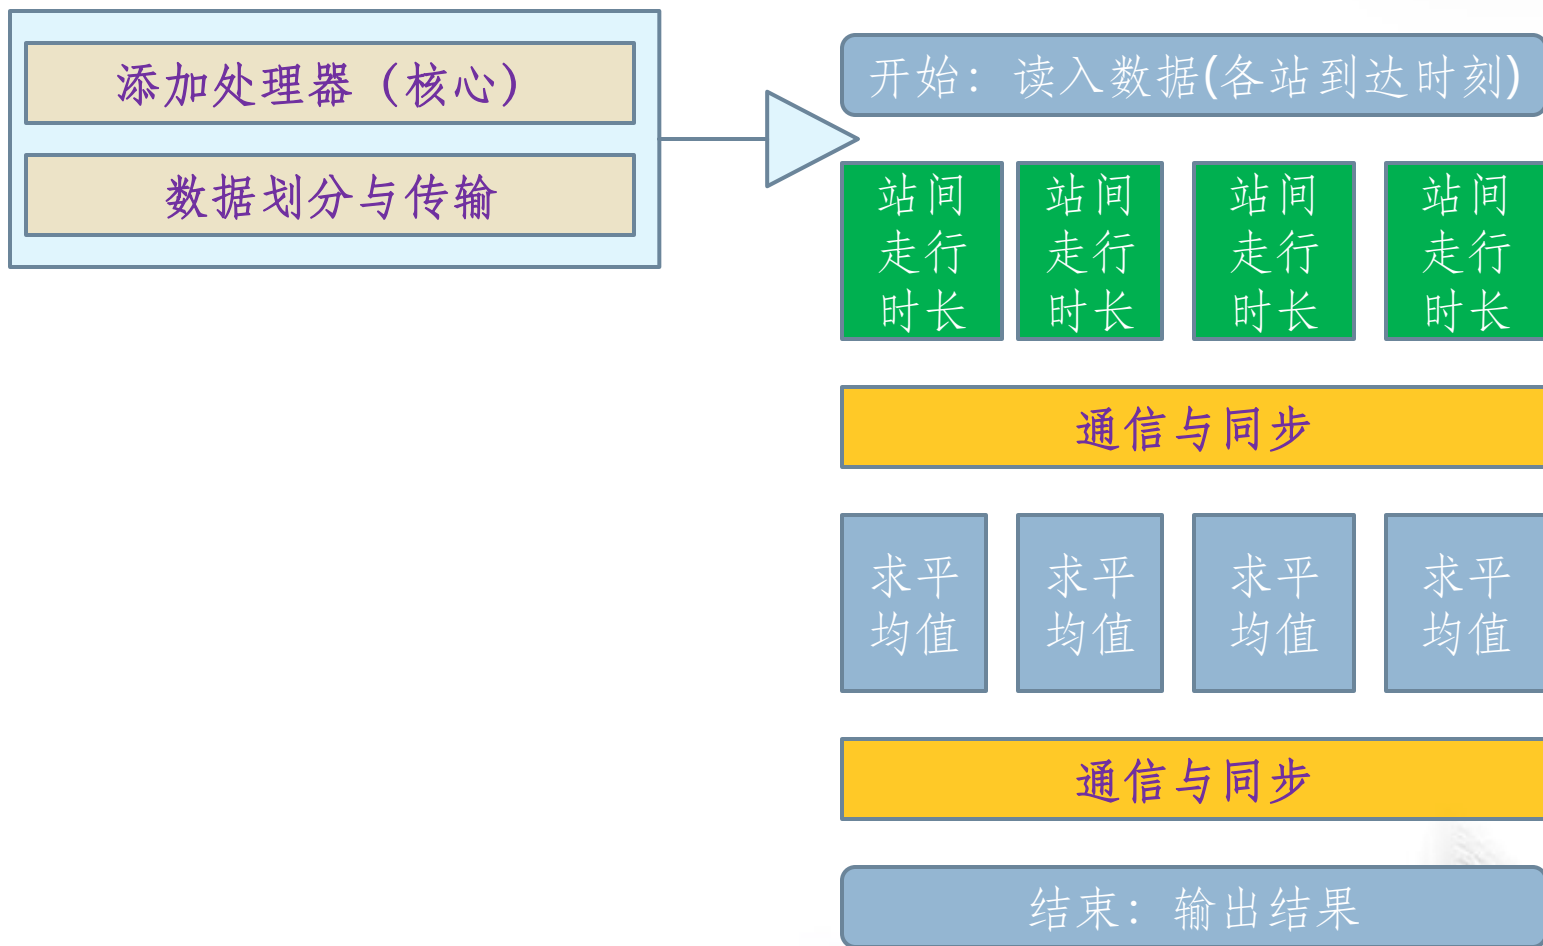 添加处理器（核心）
数据划分与传输
开始：读入数据(各站到达时刻)
站间
走行
时长
站间
走行
时长
站间
走行
时长
站间
走行
时长
通信与同步
求平
均值
求平
均值
求平
均值
求平
均值
通信与同步
结束：输出结果